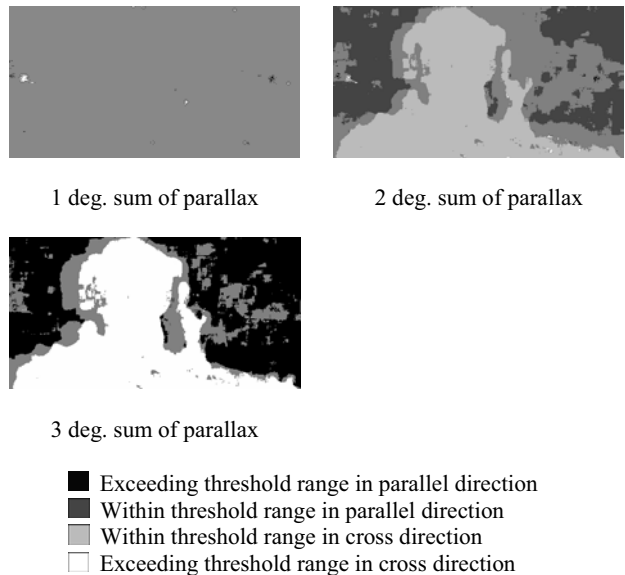 1 deg. sum of parallax
2 deg. sum of parallax
3 deg. sum of parallax
Exceeding threshold range in parallel direction
Within threshold range in parallel direction
Within threshold range in cross direction
Exceeding threshold range in cross direction